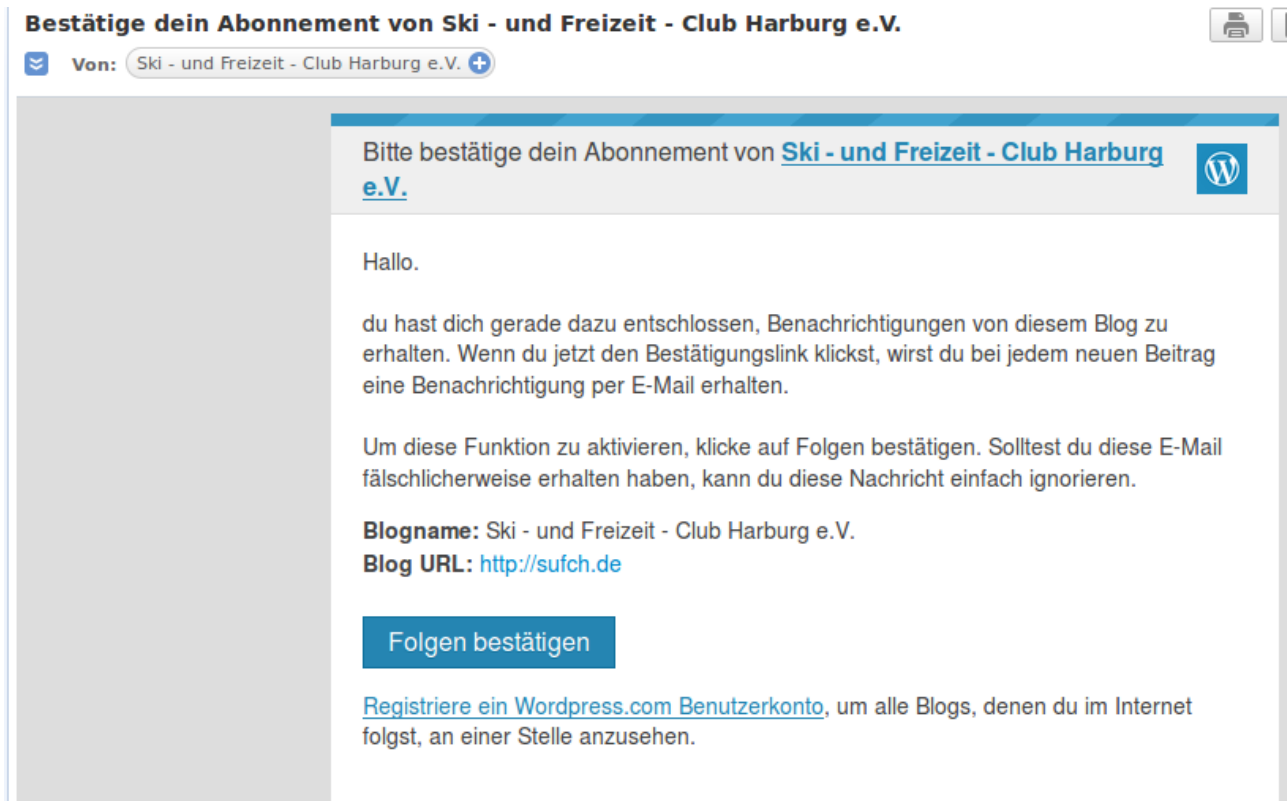 Bestätige dein Abonnement von Ski - und Freizeit - Club Harburg e.V.
Von: Ski - und Freizeit - Club Harburg e.V.
Bitte bestätige dein Abonnement von Ski - und Freizeit - Club Harburg
e.V.
Hallo.
du hast dich gerade dazu entschlossen, Benachrichtigungen von diesem Blog zu
erhalten. Wenn du jetzt den Bestätigungslink klickst, wirst du bei jedem neuen Beitrag
eine Benachrichtigung per E-Mail erhalten.
Um diese Funktion zu aktivieren, klicke auf Folgen bestätigen. Solltest du diese E-Mail
fälschlicherweise erhalten haben, kann du diese Nachricht einfach ignorieren.
Blogname: Ski - und Freizeit - Club Harburg e.V.
Blog URL: http://sufch.de
Folgen bestätigen
Registriere ein Wordpress.com Benutzerkonto, um alle Blogs, denen du im Internet
folgst, an einer Stelle anzusehen.